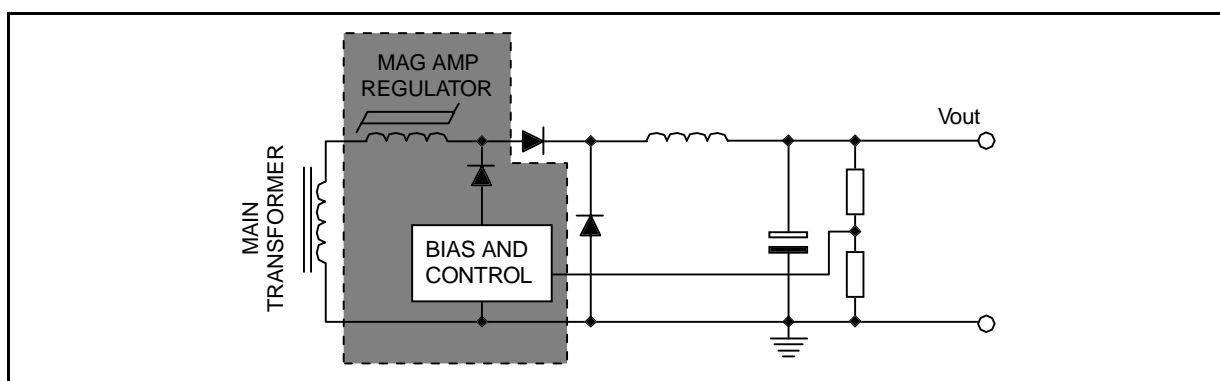 MAG AMP
REGULATOR
Vout
MAIN
TRANSFORMER
BIAS AND
CONTROL